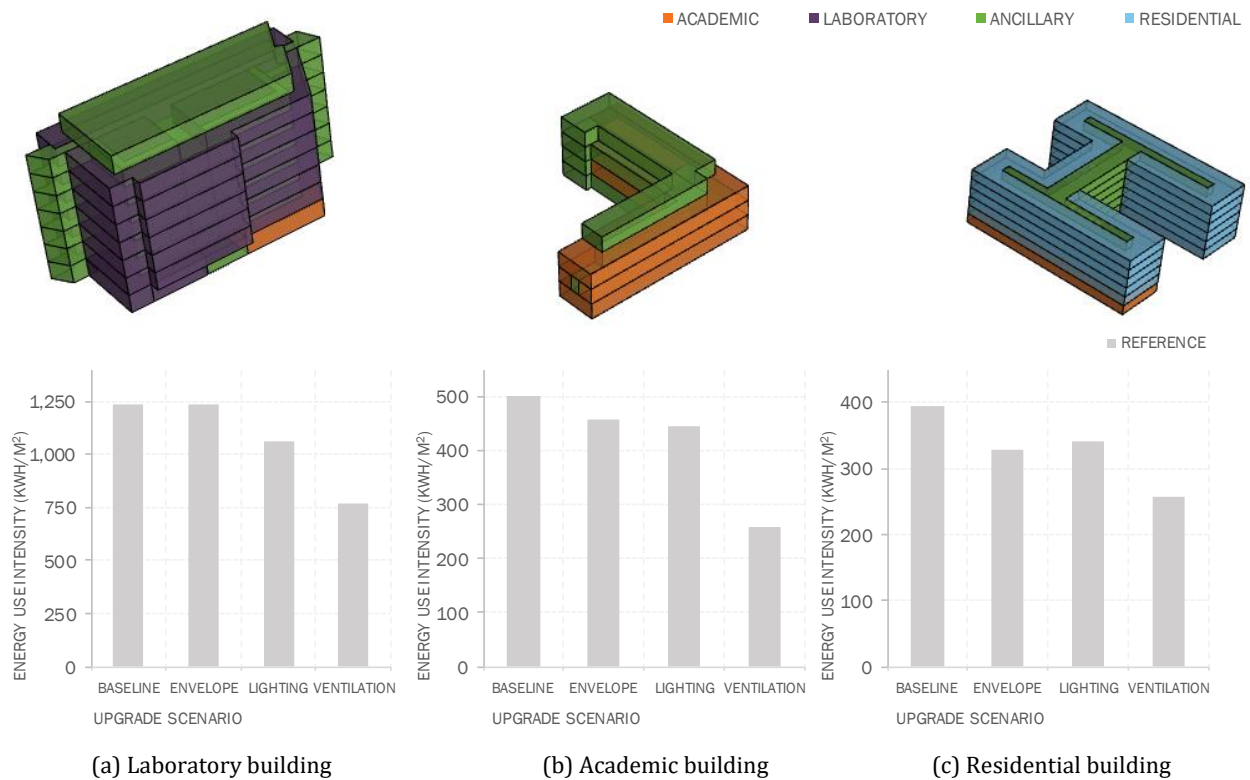 ACADEMIC LABORATORY ANCILLARY RESIDENTIAL
REFERENCE
ENERGY USE INTENSITY (KWH/M²)
1,250
1,000
750
500
250
0
BASELINE ENVELOPE LIGHTING VENTILATION
UPGRADE SCENARIO
(a) Laboratory building
ENERGY USE INTENSITY (KWH/M²)
500
400
300
200
100
0
BASELINE ENVELOPE LIGHTING VENTILATION
(b) Academic building
ENERGY USE INTENSITY (KWH/M²)
400
300
200
100
0
BASELINE ENVELOPE LIGHTING VENTILATION
UPGRADE SCENARIO
(c) Residential building